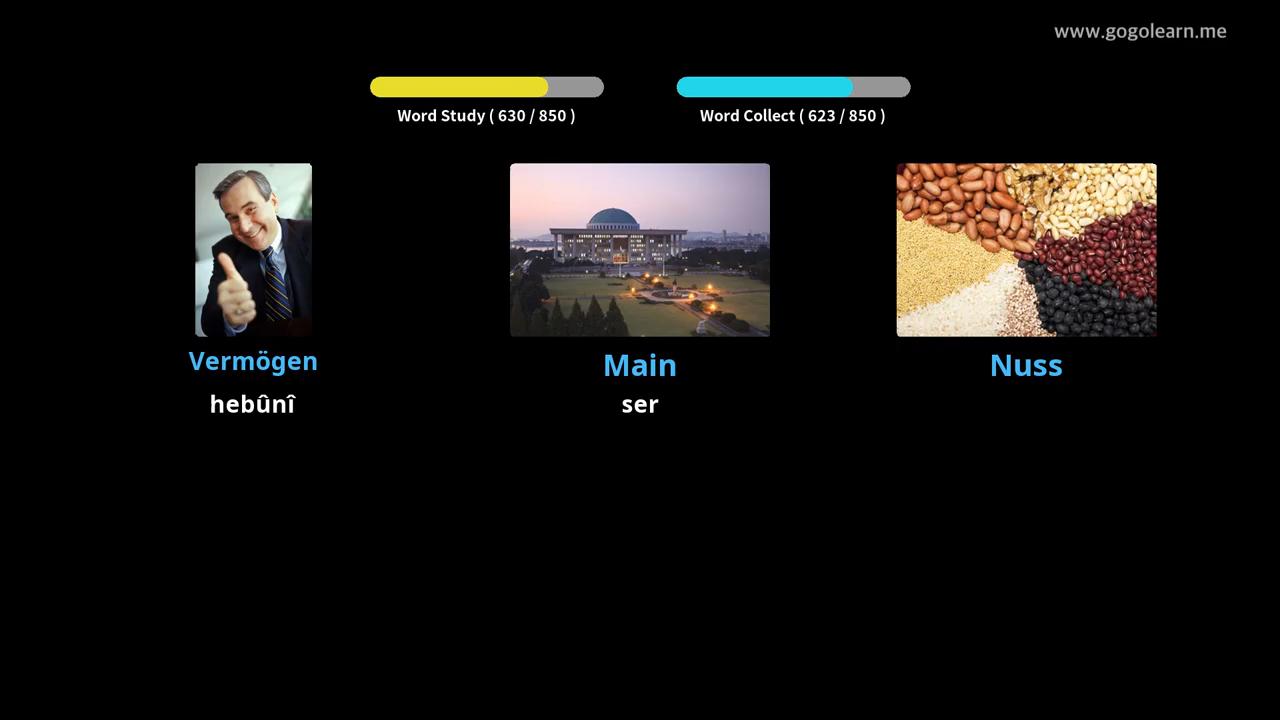 www.gogolearn.me
Word Study ( 630 / 850 )
Word Collect ( 623 / 850 )
Vermögen
Main
Nuss
hebûnî
ser